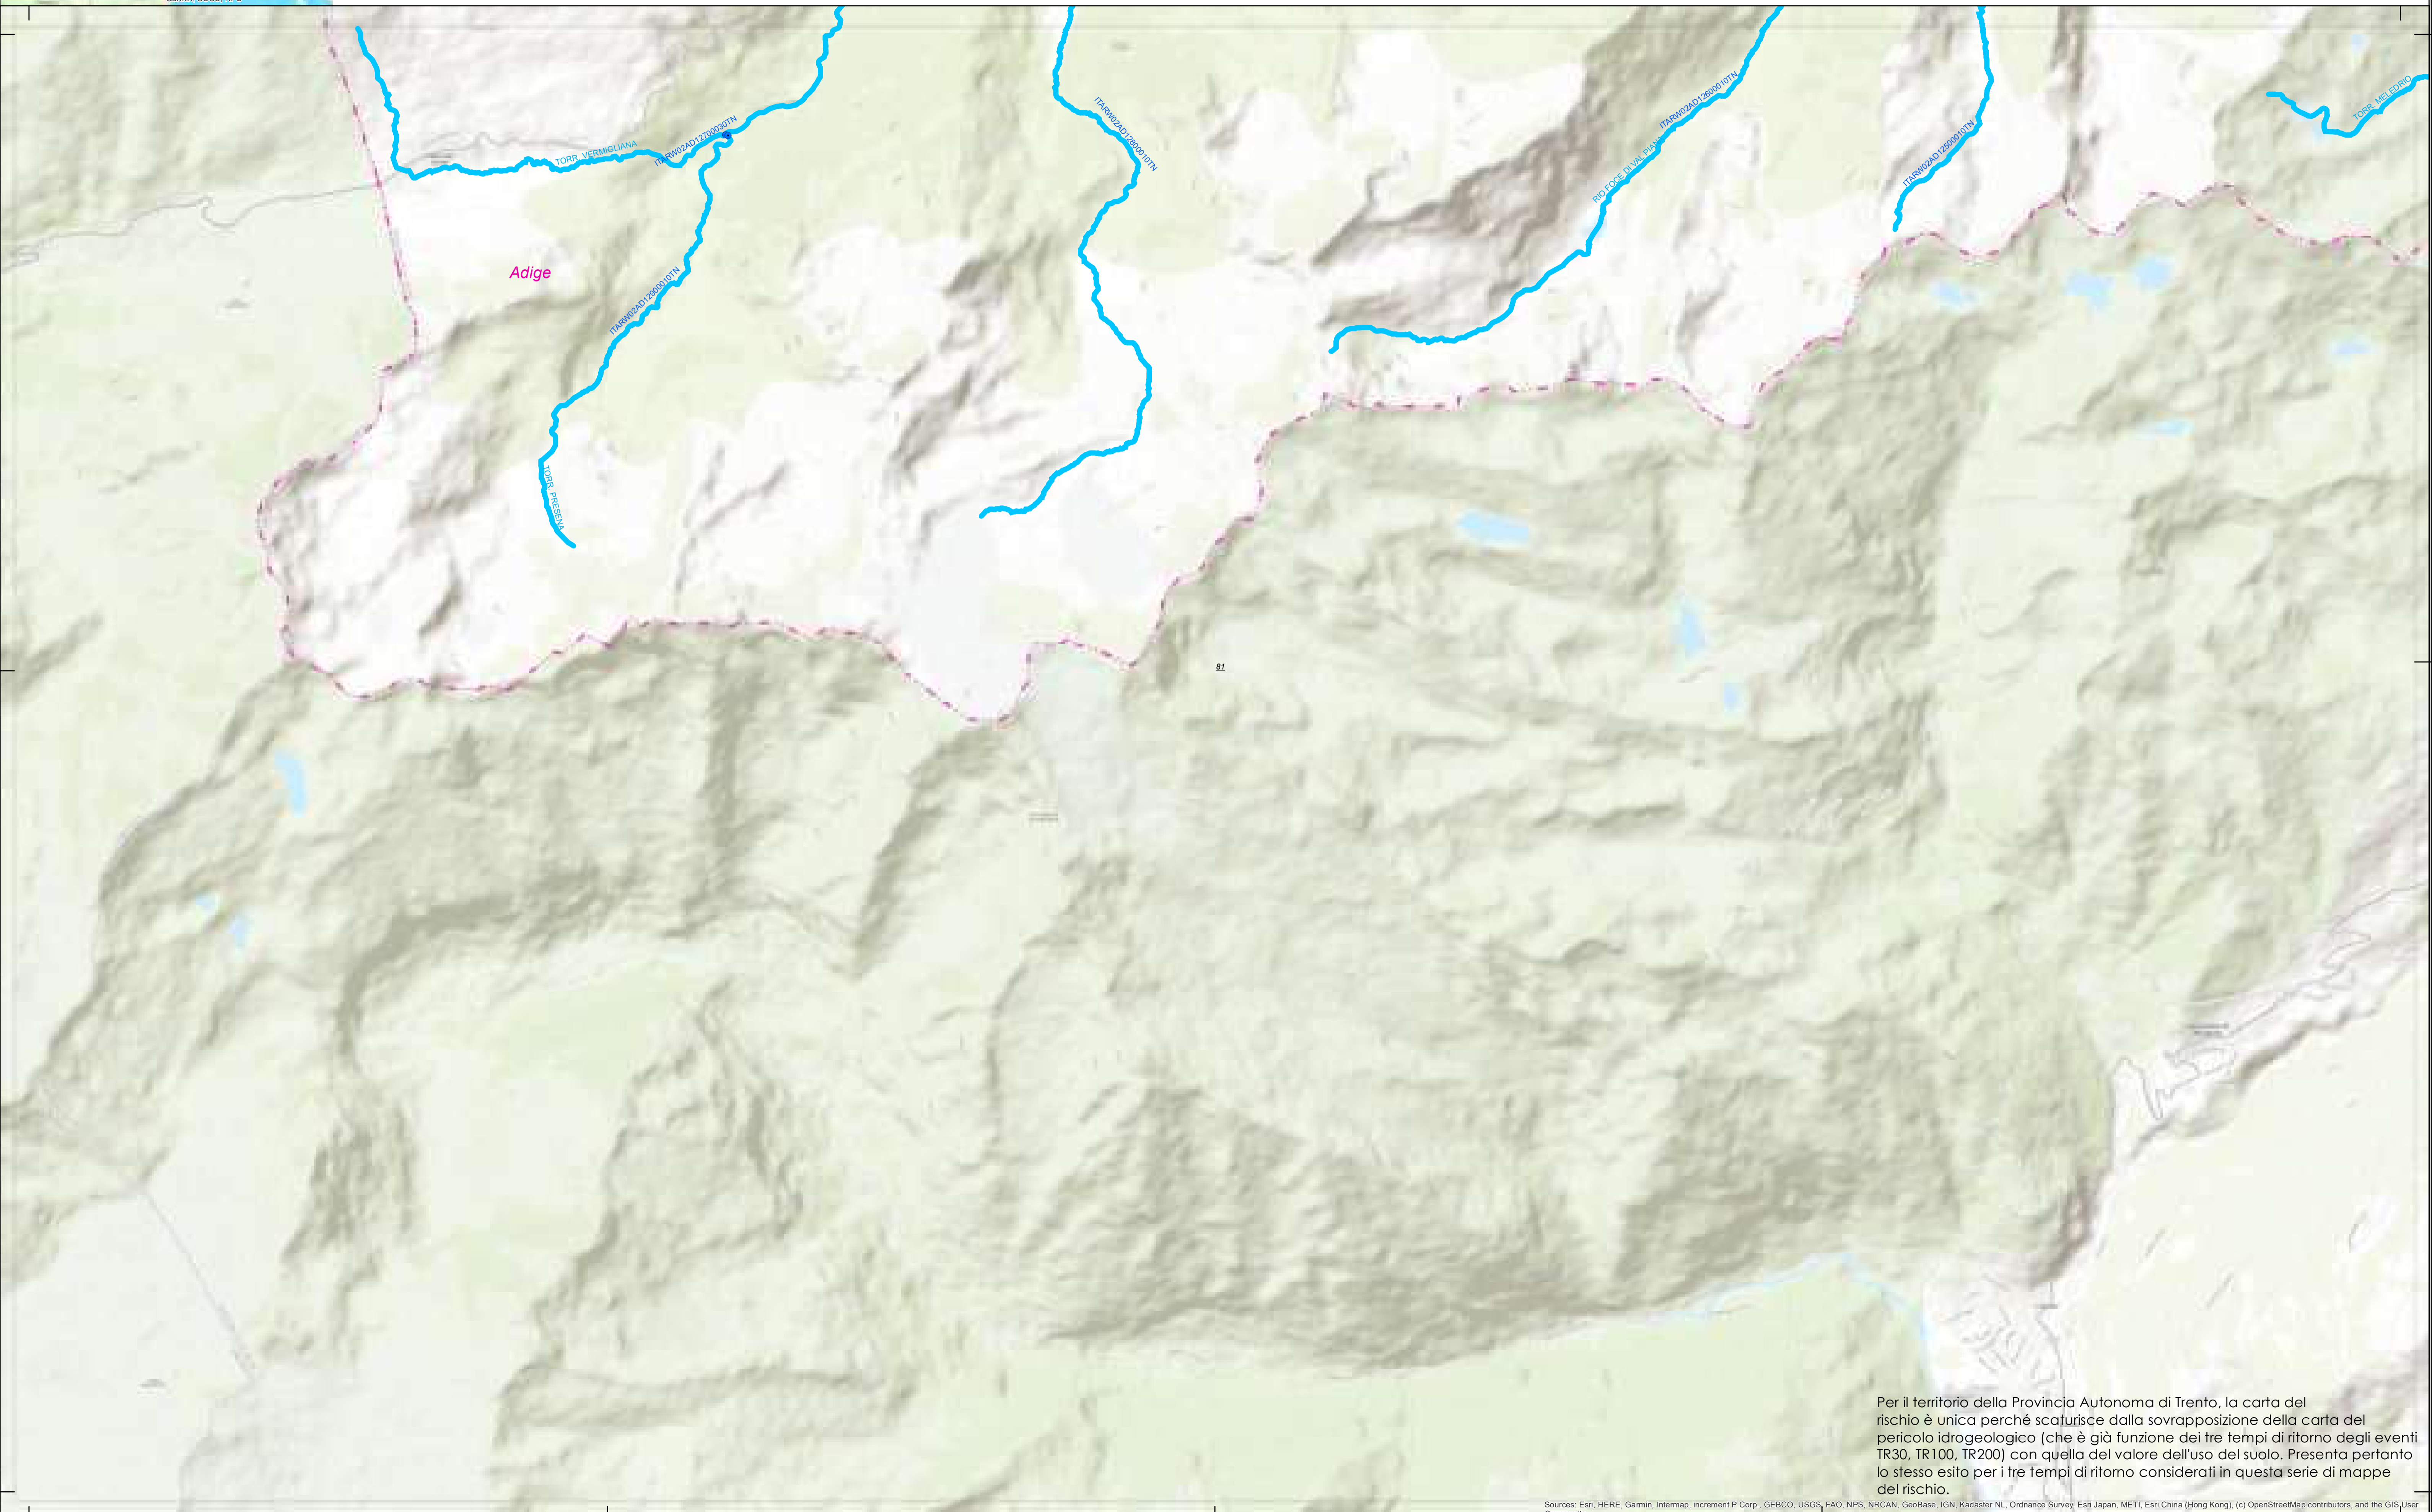 TORR. VERMIGLIANA
ITARW02AD12700030TN
ITARW02AD12800010TN
ITARW02AD12600010TN
RIO FOCE DI VAL PIANA
ITARW02AD12500010TN
TORR. MELEDRIO
Adige
ITARW02AD12900010TN
TORR. PRESENA
81
Per il territorio della Provincia Autonoma di Trento, la carta del
rischio è unica perché scaturisce dalla sovrapposizione della carta del
pericolo idrogeologico (che è già funzione dei tre tempi di ritorno degli eventi
TR30, TR100, TR200) con quella del valore dell'uso del suolo. Presenta pertanto
lo stesso esito per i tre tempi di ritorno considerati in questa serie di mappe
del rischio.
Sources: Esri, HERE, Garmin, Intermap, increment P Corp., GEBCO, USGS, FAO, NPS, NRCAN, GeoBase, IGN, Kadaster NL, Ordnance Survey, Esri Japan, METI, Esri China (Hong Kong), (c) OpenStreetMap contributors, and the GIS User